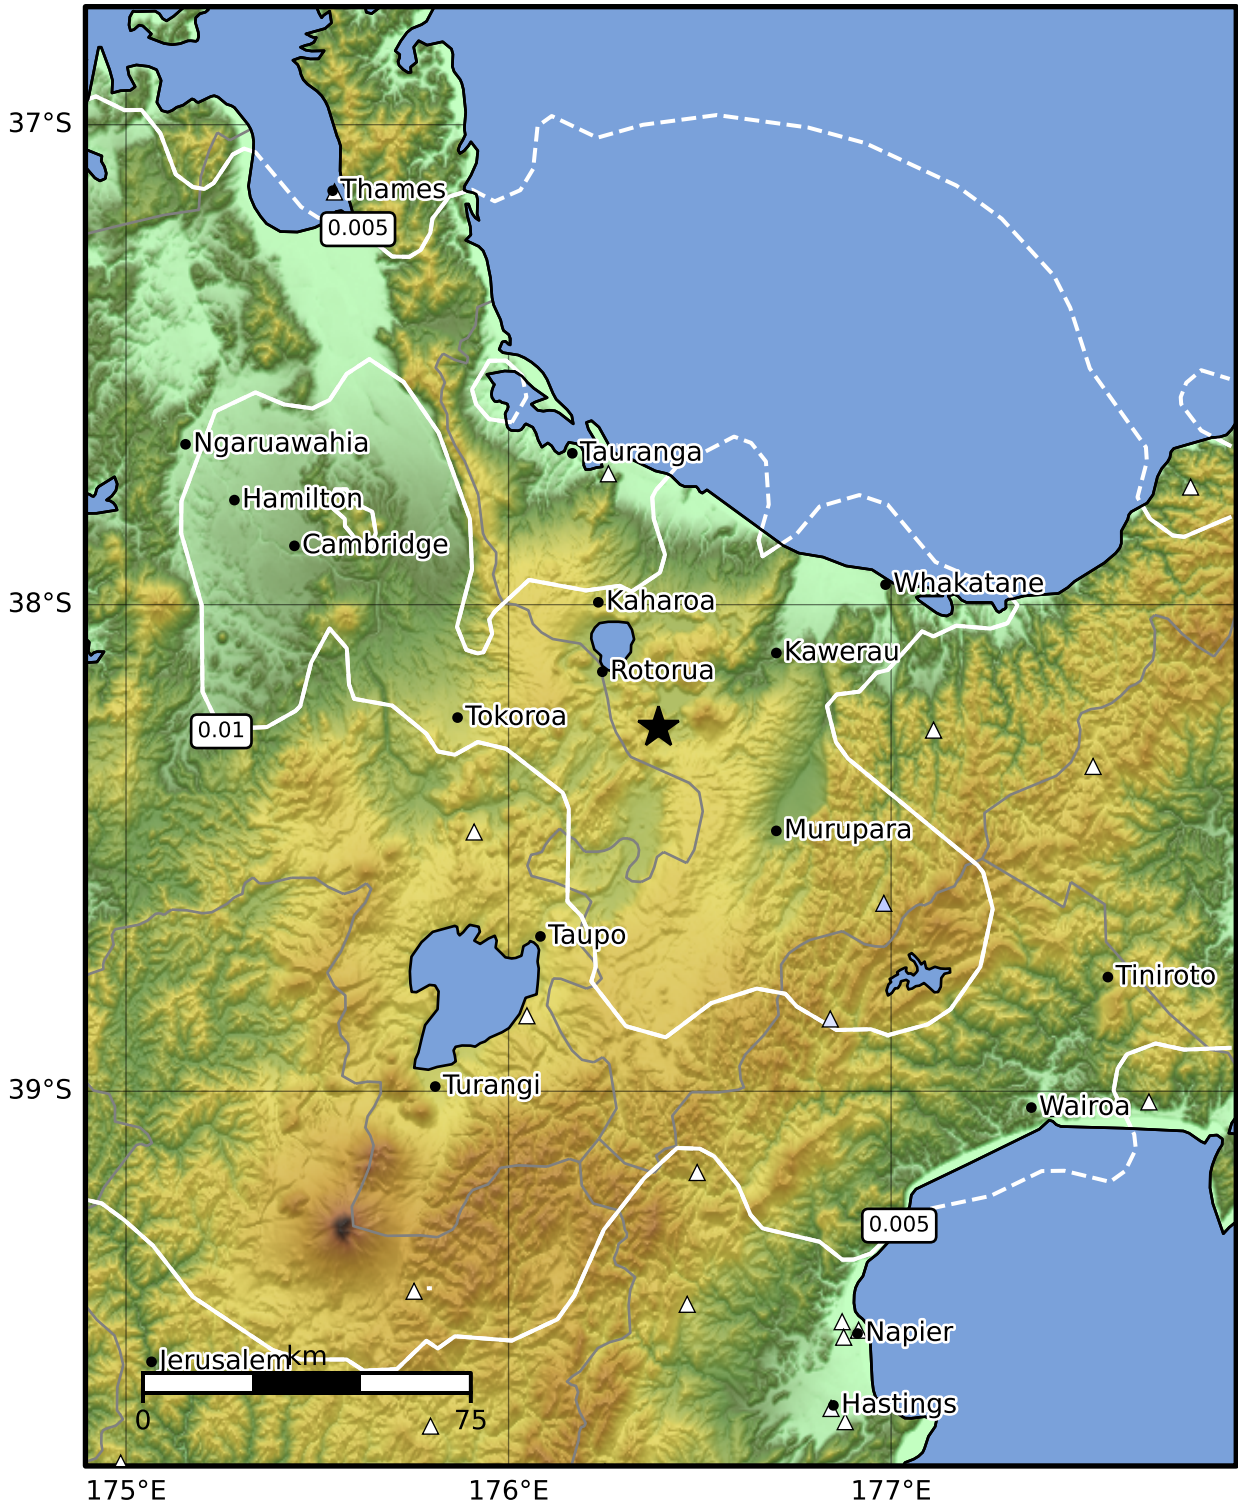 37°S
Thames
0.005
Ngaruawahia
Tauranga
Hamilton
Cambridge
Whakatane
38°S
Kaharoa
Kawerau
Rotorua
Tokoroa
0.01
Murupara
Taupo
Tiniroto
39°S
Turangi
Wairoa
0.005
Napier
Jerusalem
km
Hastings
0
75
175°E
176°E
177°E